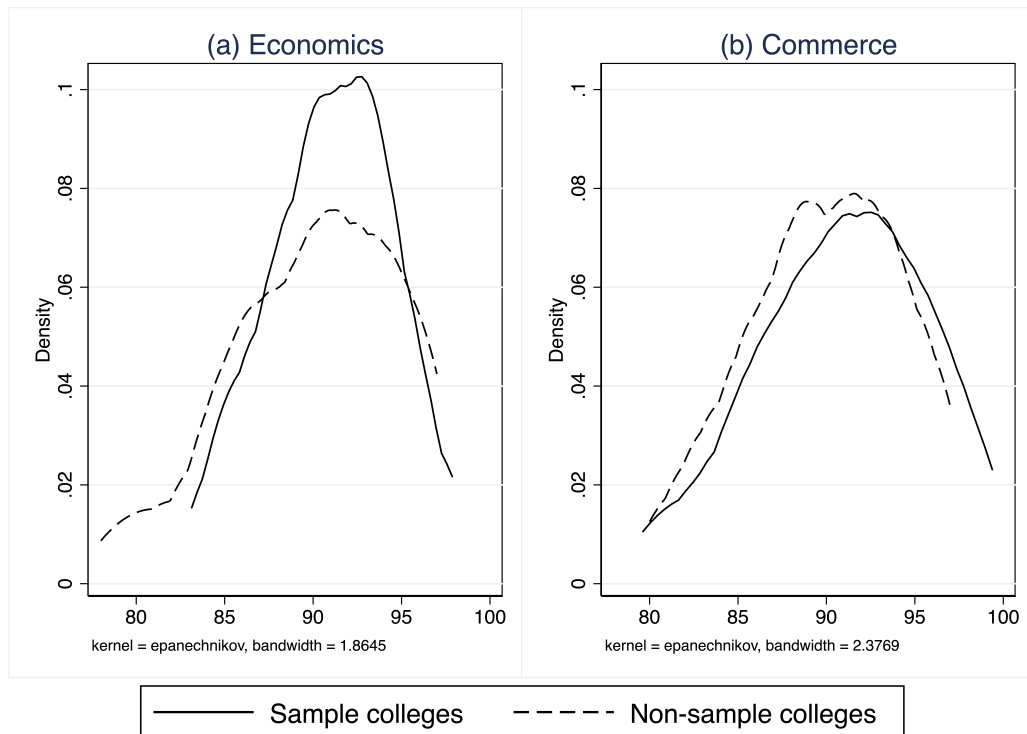 (a) Economics
Density
0
.02
.04
.06
.08
.1
80 85 90 95 100
kernel = epanechnikov, bandwidth = 1.8645
(b) Commerce
Density
0
.02
.04
.06
.08
.1
80 85 90 95 100
kernel = epanechnikov, bandwidth = 2.3769
Sample colleges Non-sample colleges